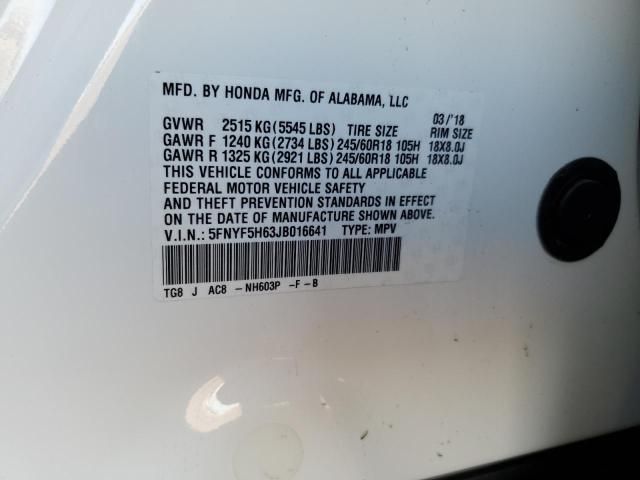 MFD. BY HONDA MFG. OF ALABAMA, LLC
03/'18
GVWR 2515 KG (5545 LBS) TIRE SIZE RIM SIZE
GAWR F 1240 KG (2734 LBS) 245/60R18 105H 18X8.0J
GAWR R 1325 KG (2921 LBS) 245/60R18 105H 18X8.0J
THIS VEHICLE CONFORMS TO ALL APPLICABLE
FEDERAL MOTOR VEHICLE SAFETY
AND THEFT PREVENTION STANDARDS IN EFFECT
ON THE DATE OF MANUFACTURE SHOWN ABOVE.
V.I.N.: 5FNYF5H63JB016641 TYPE: MPV
TG8 J AC8 -NH603P -F -B